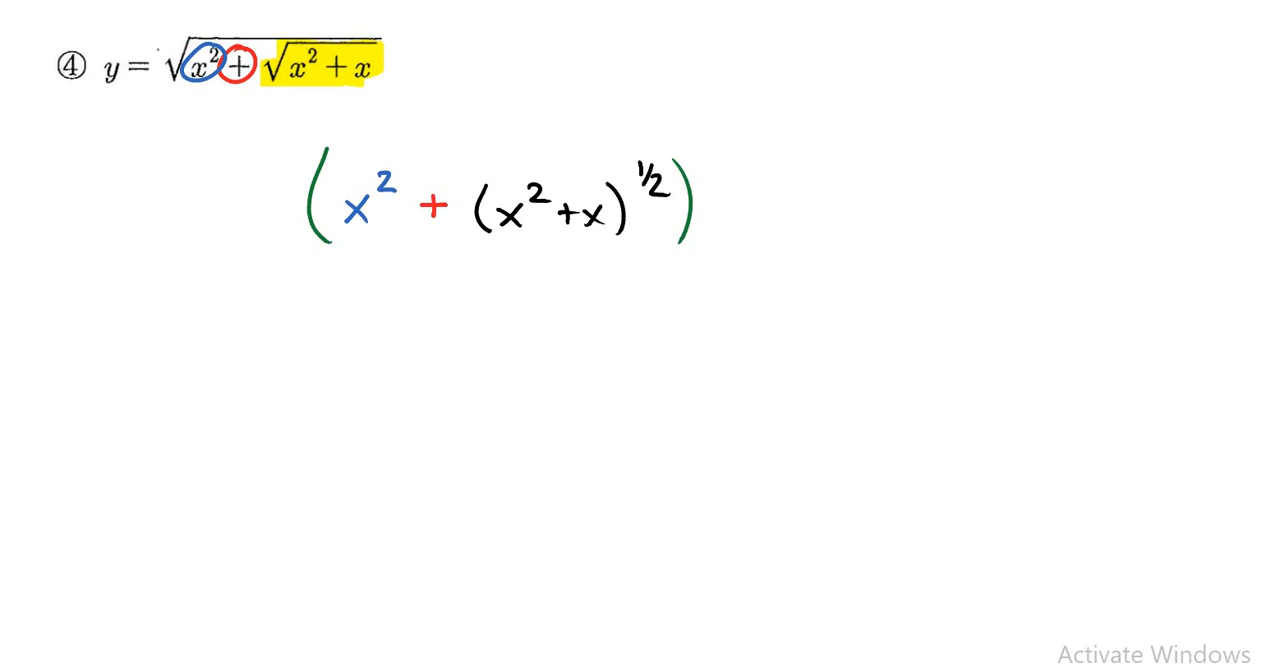 ④ y = √(x² + √(x² + x))
(x² + (x²+x)^½)
Activate Windows